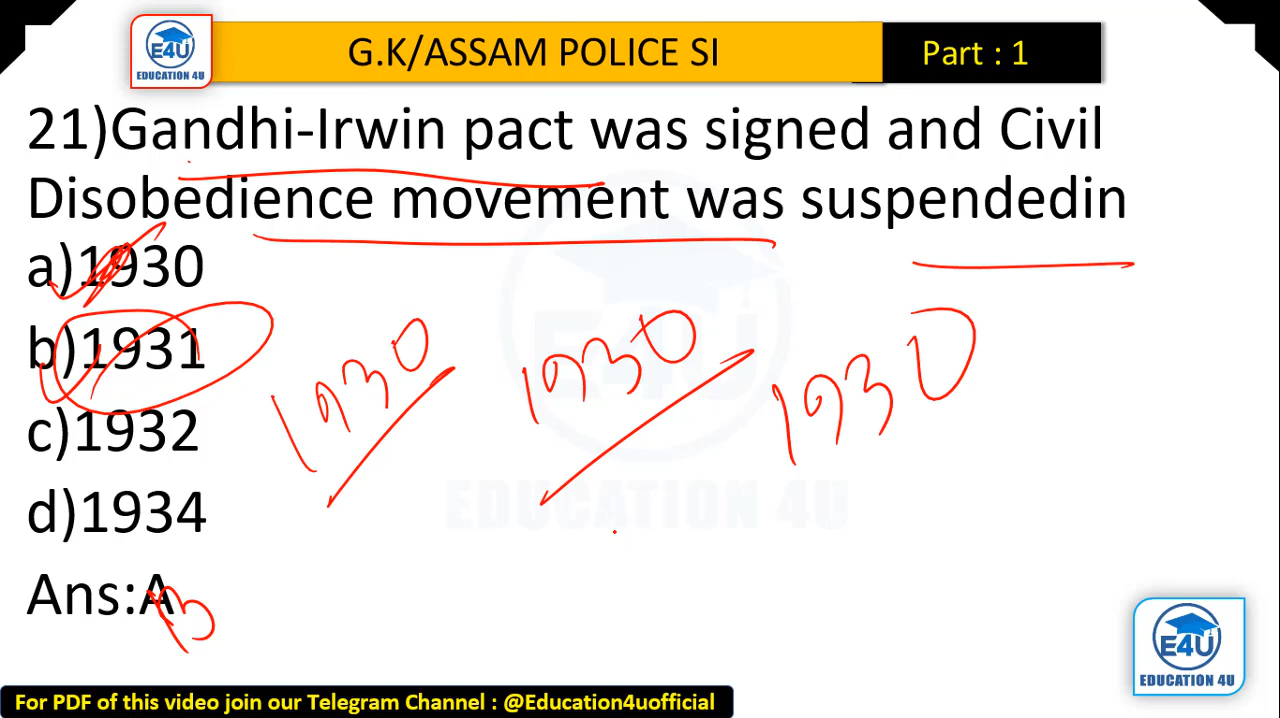 E4U
EDUCATION 4U
G.K/ASSAM POLICE SI
Part : 1
21)Gandhi-Irwin pact was signed and Civil
Disobedience movement was suspendedin
a)1930
b)1931
c)1932
d)1934
1930
1930
1930
E4U
EDUCATION 4U
Ans:A
B
E4U
EDUCATION 4U
For PDF of this video join our Telegram Channel : @Education4uofficial